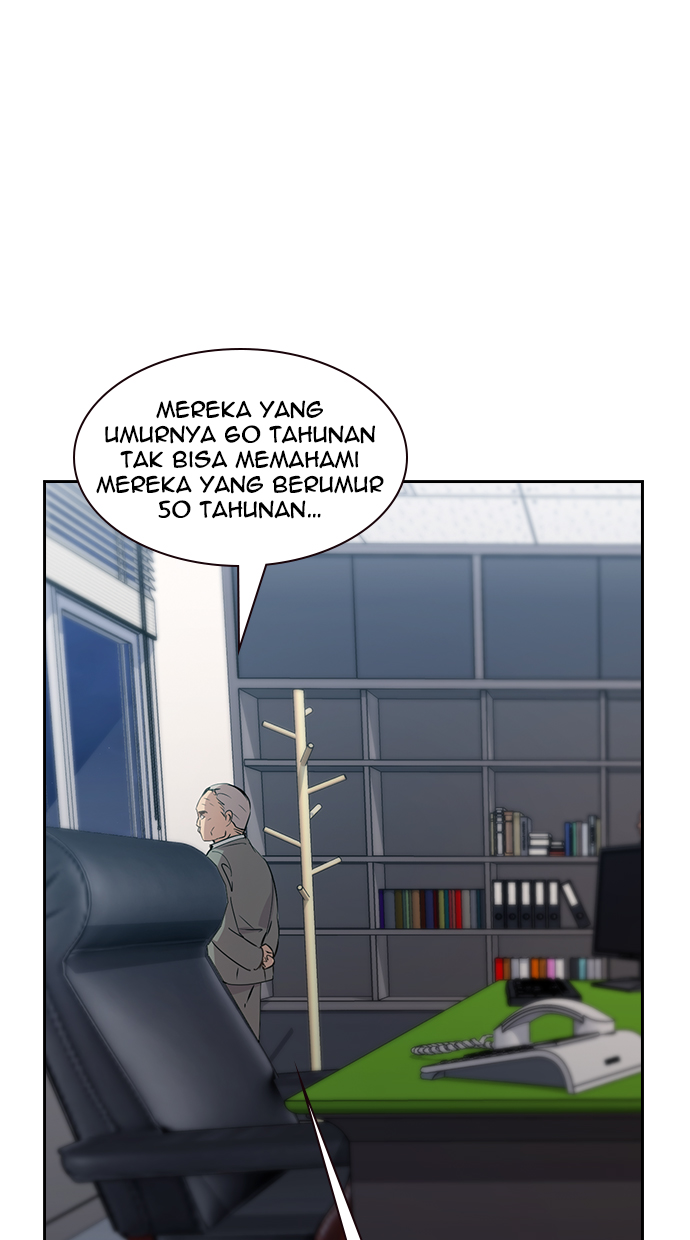 MEREKA YANG
UMURNYA 60 TAHUNAN
TAK BISA MEMAHAMI
MEREKA YANG BERUMUR
50 TAHUNAN...